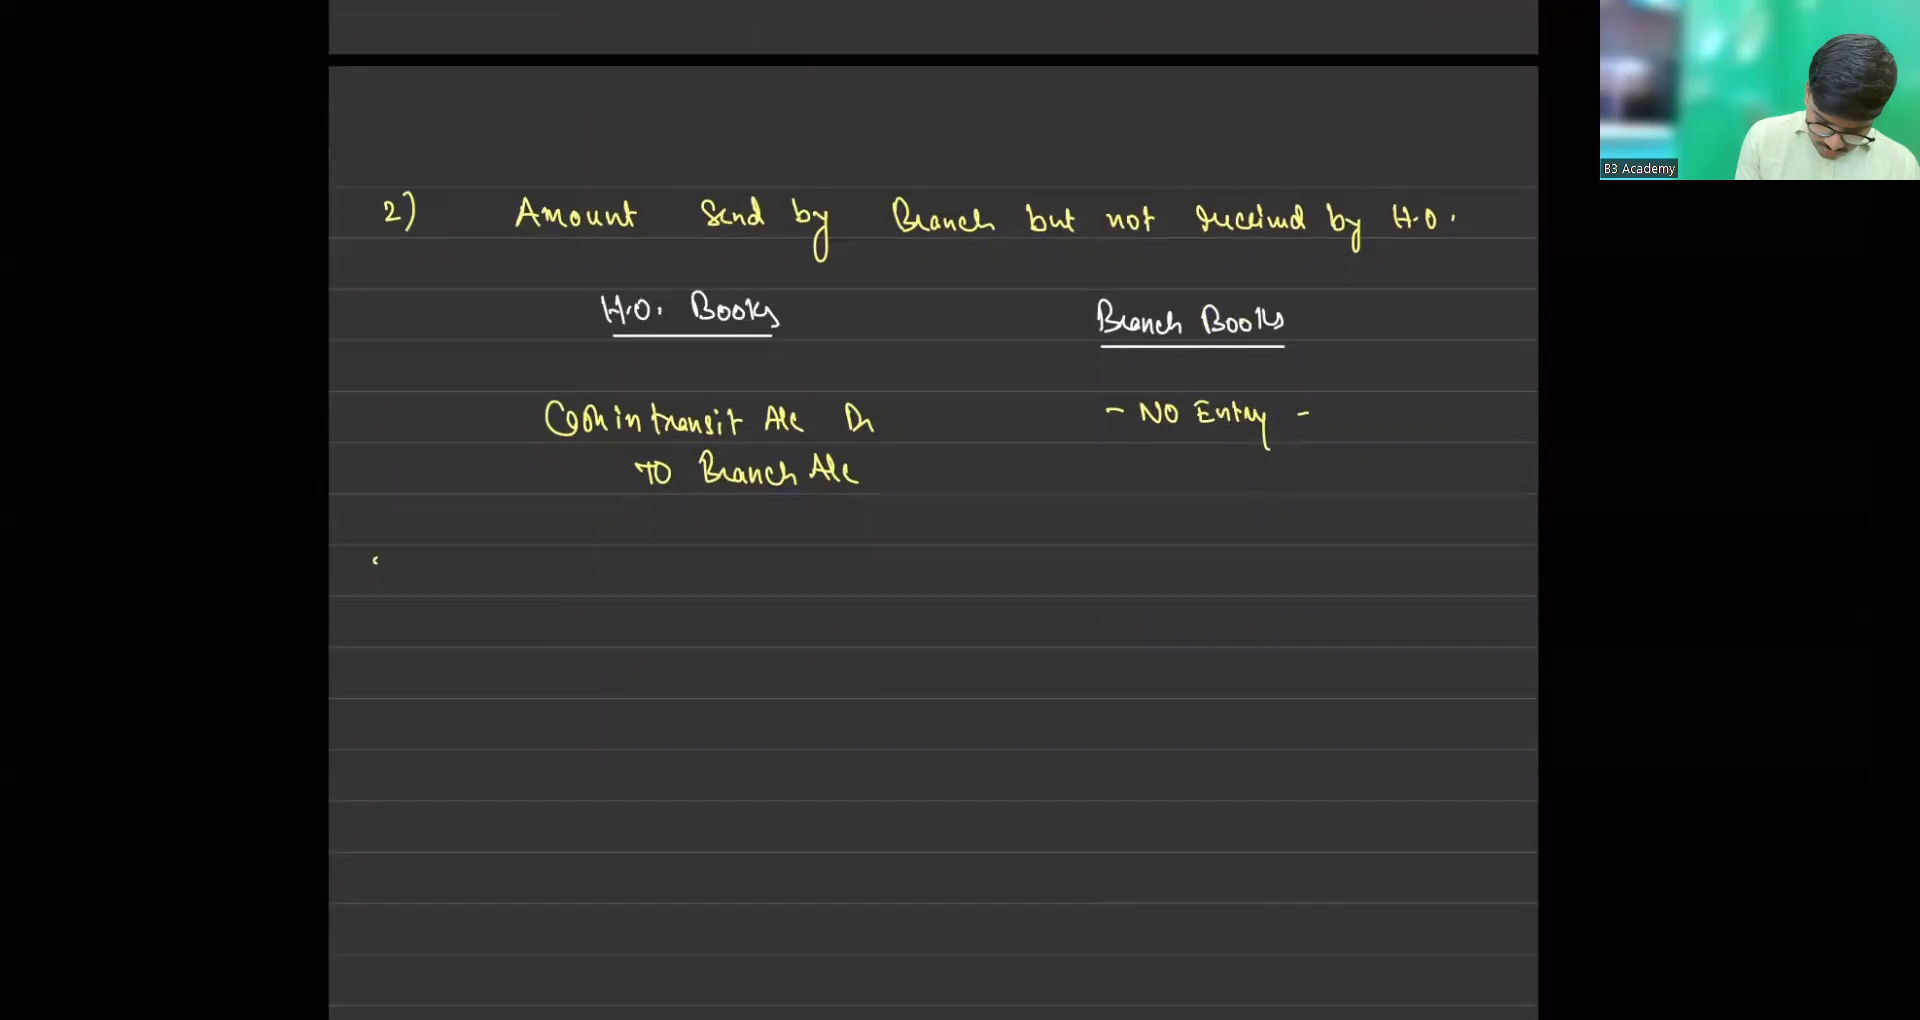 B3 Academy
2) Amount Send by Branch but not received by H.O.
H.O. Books
Branch Books
Cash in transit A/c Dr
- No Entry -
To Branch A/c